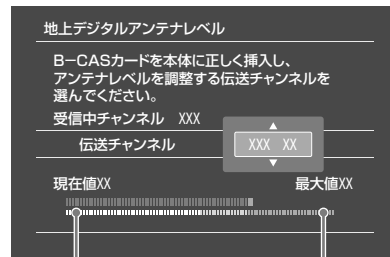 地上デジタルアンテナレベル
B－CASカードを本体に正しく挿入し、
アンテナレベルを調整する伝送チャンネルを
選んでください。
受信中チャンネル XXX
伝送チャンネル XXX XX
現在値XX 最大値XX